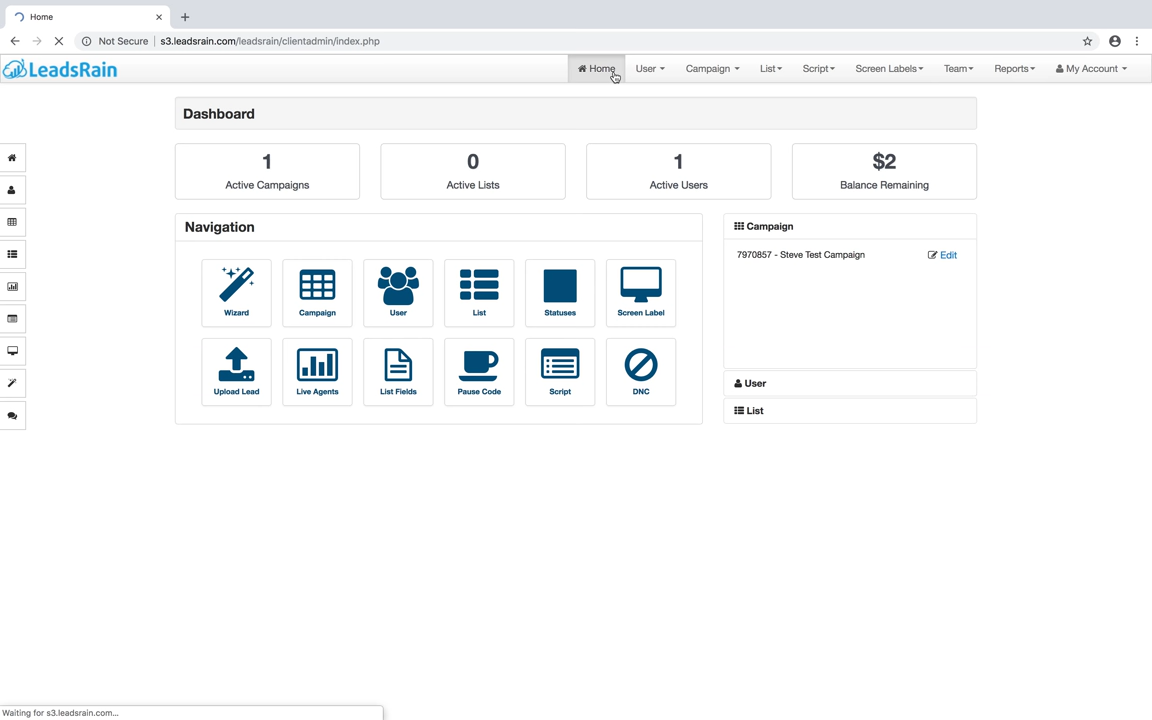 Home
Not Secure | s3.leadsrain.com/leadsrain/clientadmin/index.php
LeadsRain
Home User Campaign List Script Screen Labels Team Reports My Account
Dashboard
1 0 1 $2
Active Campaigns Active Lists Active Users Balance Remaining
Navigation
Wizard Campaign User List Statuses Screen Label
Upload Lead Live Agents List Fields Pause Code Script DNC
Campaign
7970857 - Steve Test Campaign Edit
User
List
Waiting for s3.leadsrain.com...